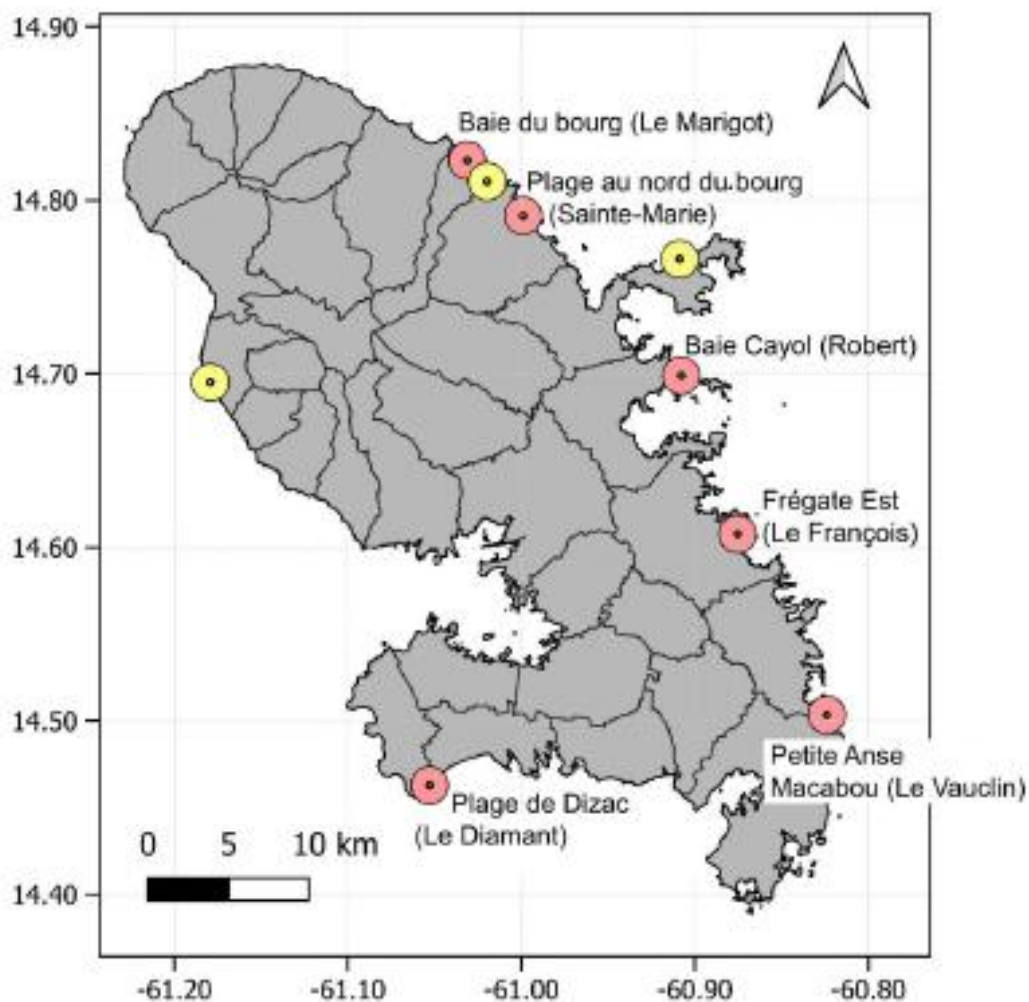 14.90
Baie du bourg (Le Marigot)
14.80
Plage au nord du bourg
(Sainte-Marie)
Baie Cayol (Robert)
14.70
Frégate Est
(Le François)
14.60
14.50
Petite Anse
Macabou (Le Vauclin)
Plage de Dizac
(Le Diamant)
0 5 10 km
14.40
-61.20 -61.10 -61.00 -60.90 -60.80